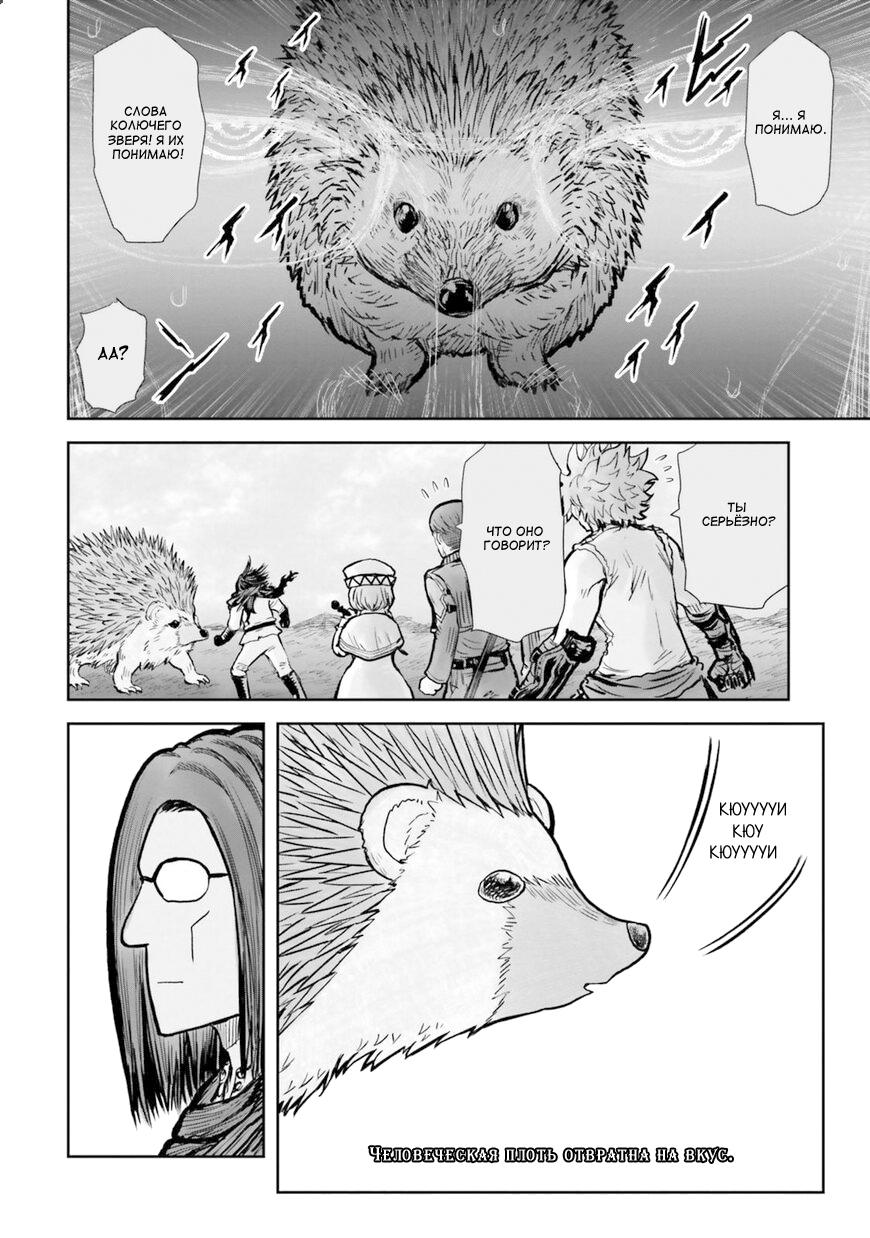 Я... Я
ПОНИМАЮ.
СЛОВА
КОЛЮЧЕГО
ЗВЕРЯ! Я ИХ
ПОНИМАЮ!
АА?
ТЫ
СЕРЬЁЗНО?
ЧТО ОНО
ГОВОРИТ?
КЮУУУУИ
КЮУ
КЮУУУУИ
Человеческая плоть отвратна на вкус.